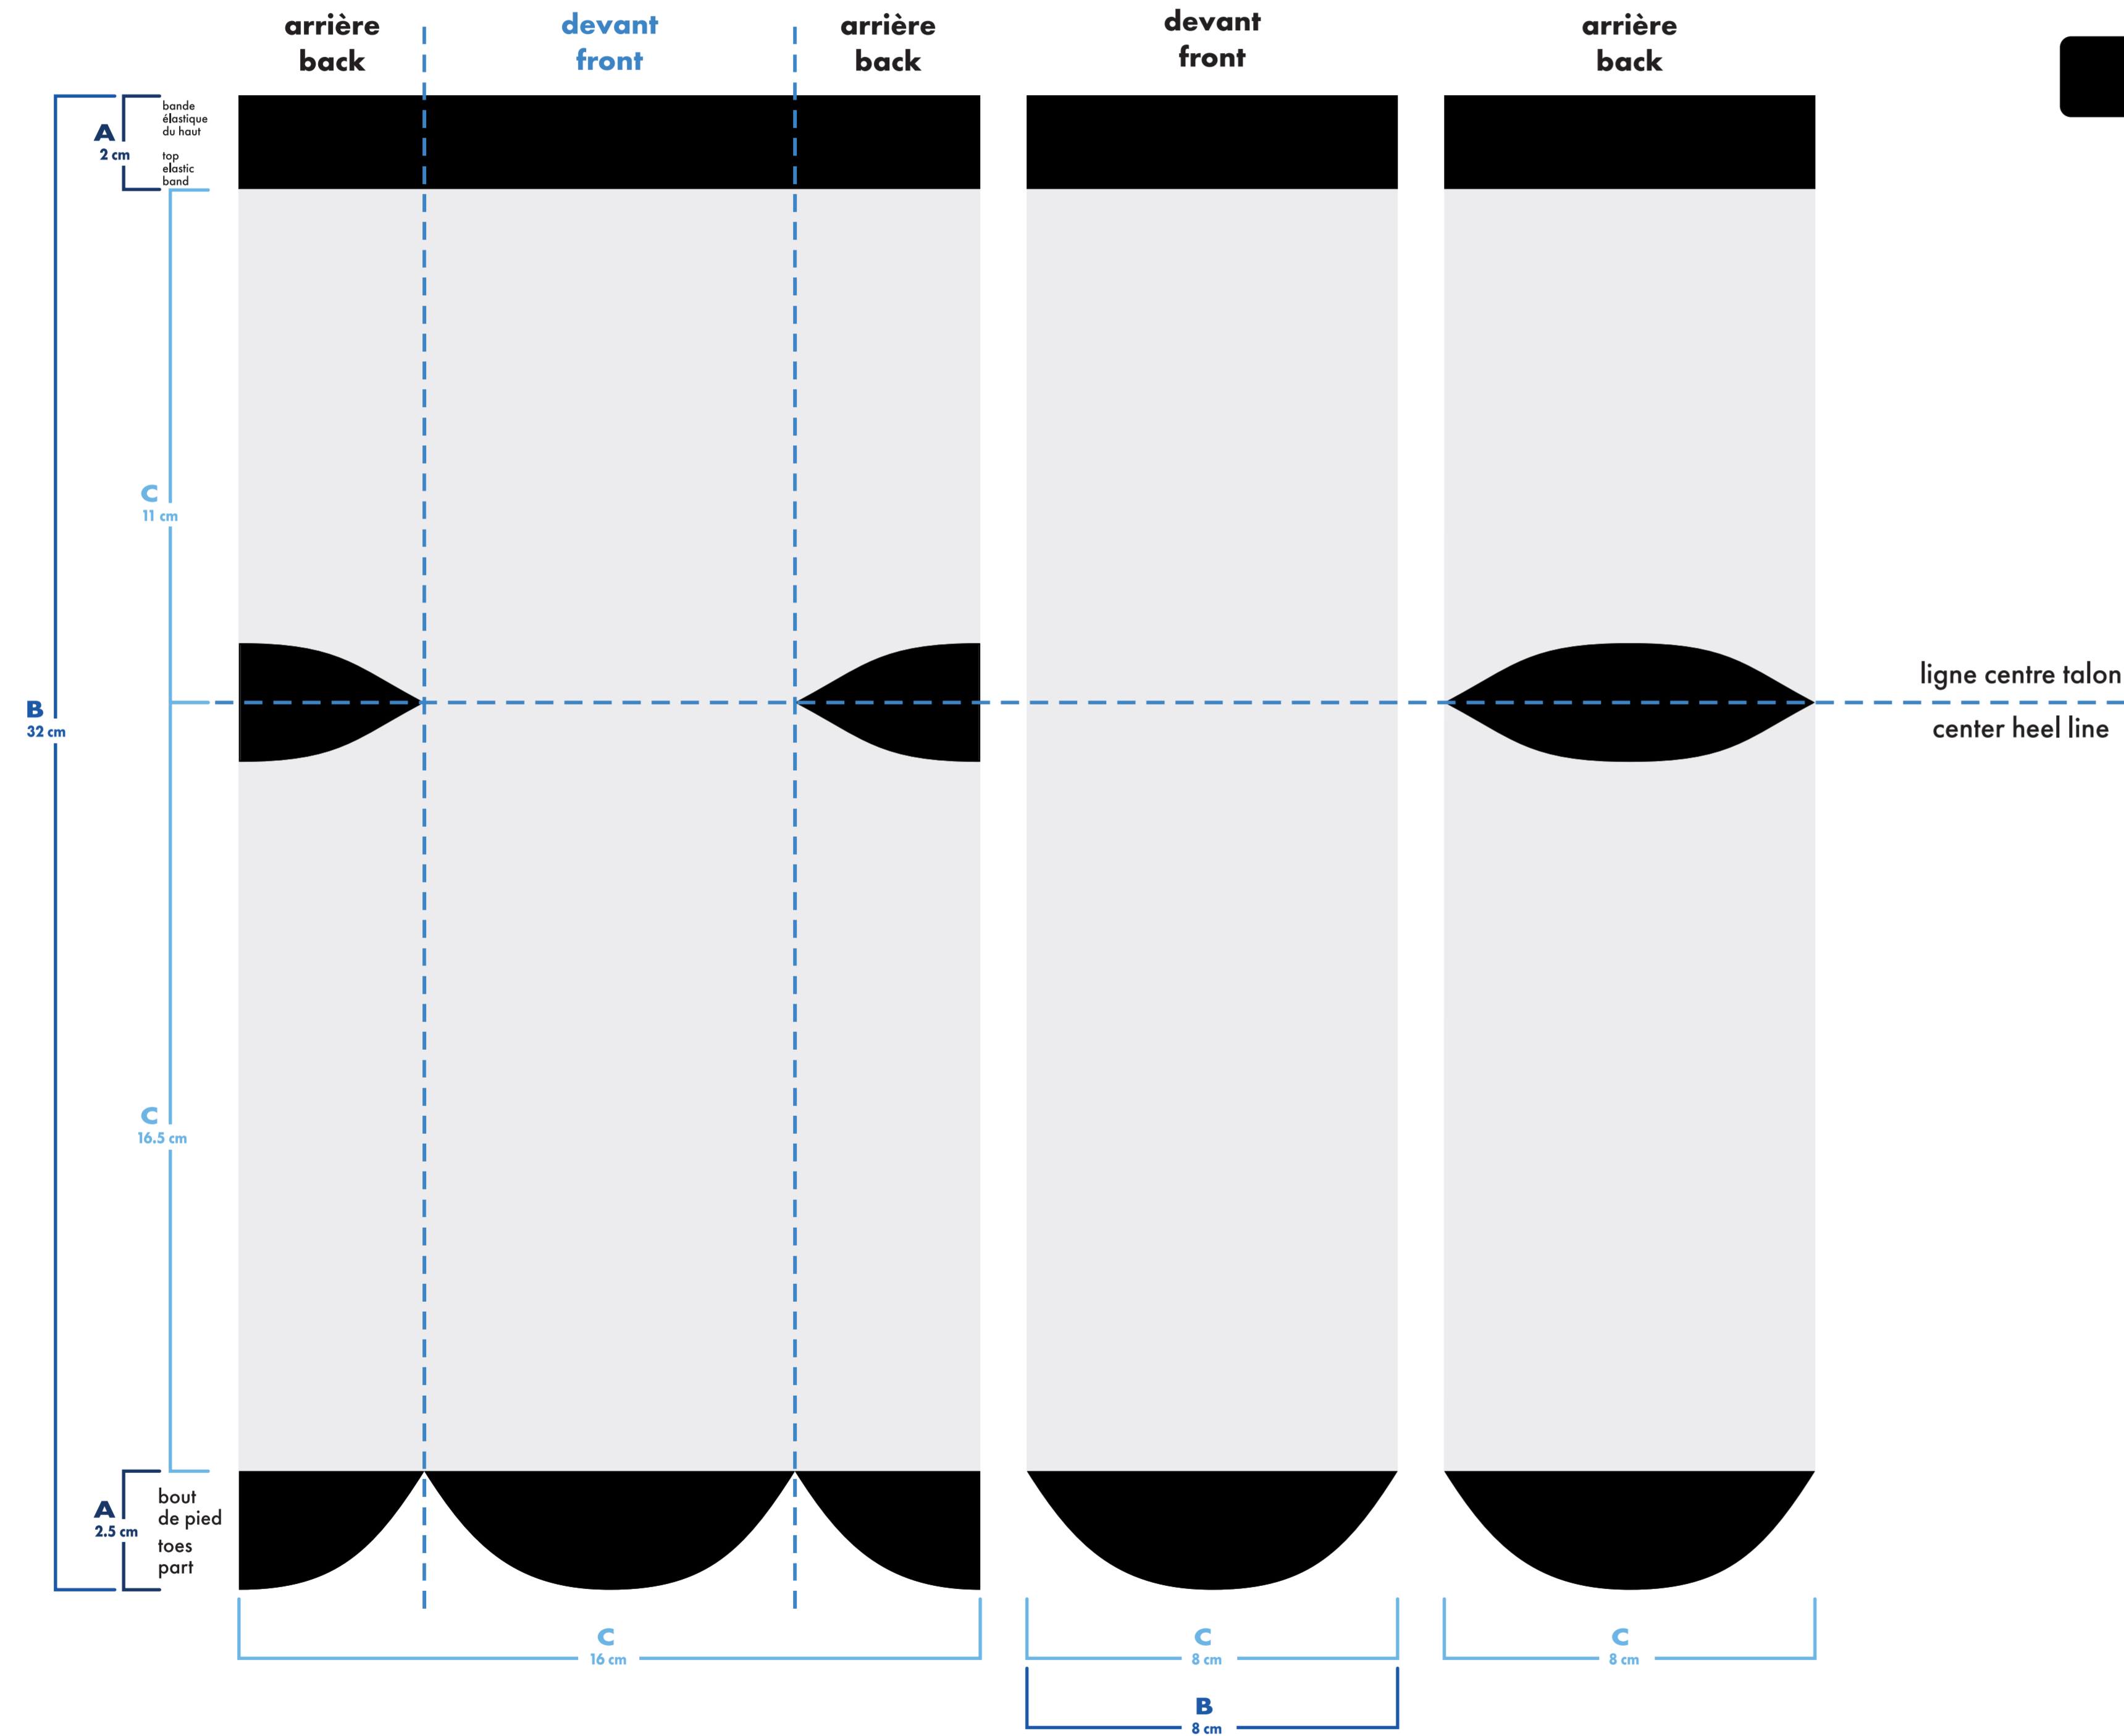 arrière
back
devant
front
arrière
back
devant
front
arrière
back
A
2 cm
bande
élastique
du haut
top
elastic
band
C
11 cm
B
32 cm
ligne centre talon
center heel line
C
16.5 cm
A
2.5 cm
bout
de pied
toes
part
C
16 cm
C
8 cm
C
8 cm
B
8 cm